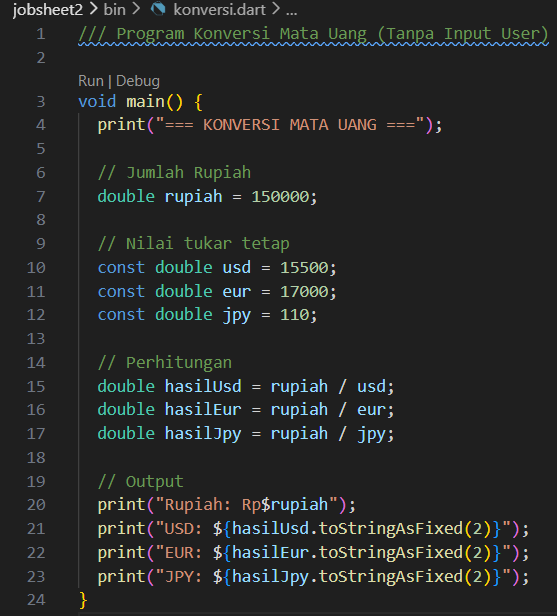 jobsheet2 > bin > konversi.dart > ...
1 /// Program Konversi Mata Uang (Tanpa Input User)
2
Run | Debug
3 void main() {
4 print("=== KONVERSI MATA UANG ===");
5
6 // Jumlah Rupiah
7 double rupiah = 150000;
8
9 // Nilai tukar tetap
10 const double usd = 15500;
11 const double eur = 17000;
12 const double jpy = 110;
13
14 // Perhitungan
15 double hasilUsd = rupiah / usd;
16 double hasilEur = rupiah / eur;
17 double hasilJpy = rupiah / jpy;
18
19 // Output
20 print("Rupiah: Rp$rupiah");
21 print("USD: ${hasilUsd.toStringAsFixed(2)}");
22 print("EUR: ${hasilEur.toStringAsFixed(2)}");
23 print("JPY: ${hasilJpy.toStringAsFixed(2)}");
24 }